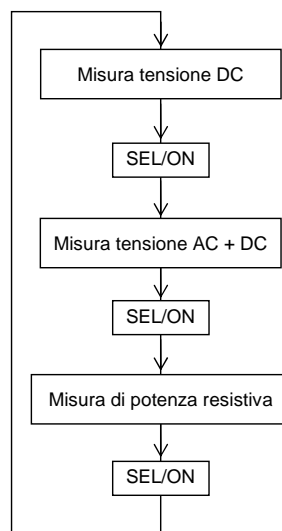 Misura tensione DC
SEL/ON
Misura tensione AC + DC
SEL/ON
Misura di potenza resistiva
SEL/ON